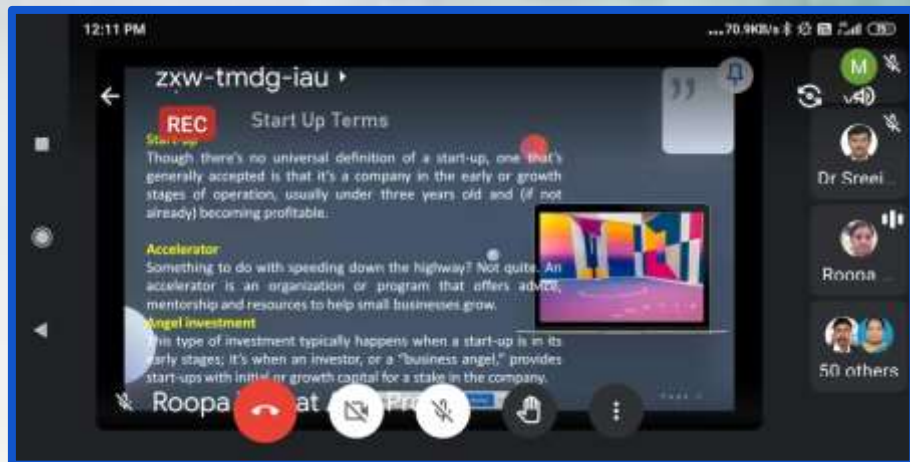 12:11 PM
...70.9KB/s
zxw-tmdg-iau
REC
Start Up Terms
Start-up
Though there's no universal definition of a start-up, one that's
generally accepted is that it's a company in the early or growth
stages of operation, usually under three years old and (if not
already) becoming profitable.
Accelerator
Something to do with speeding down the highway? Not quite. An
accelerator is an organization or program that offers advice,
mentorship and resources to help small businesses grow.
Angel investment
This type of investment typically happens when a start-up is in its
early stages; it's when an investor, or a "business angel," provides
start-ups with initial or growth capital for a stake in the company.
Roopa at
M
Dr Sreei...
Roopa ...
50 others